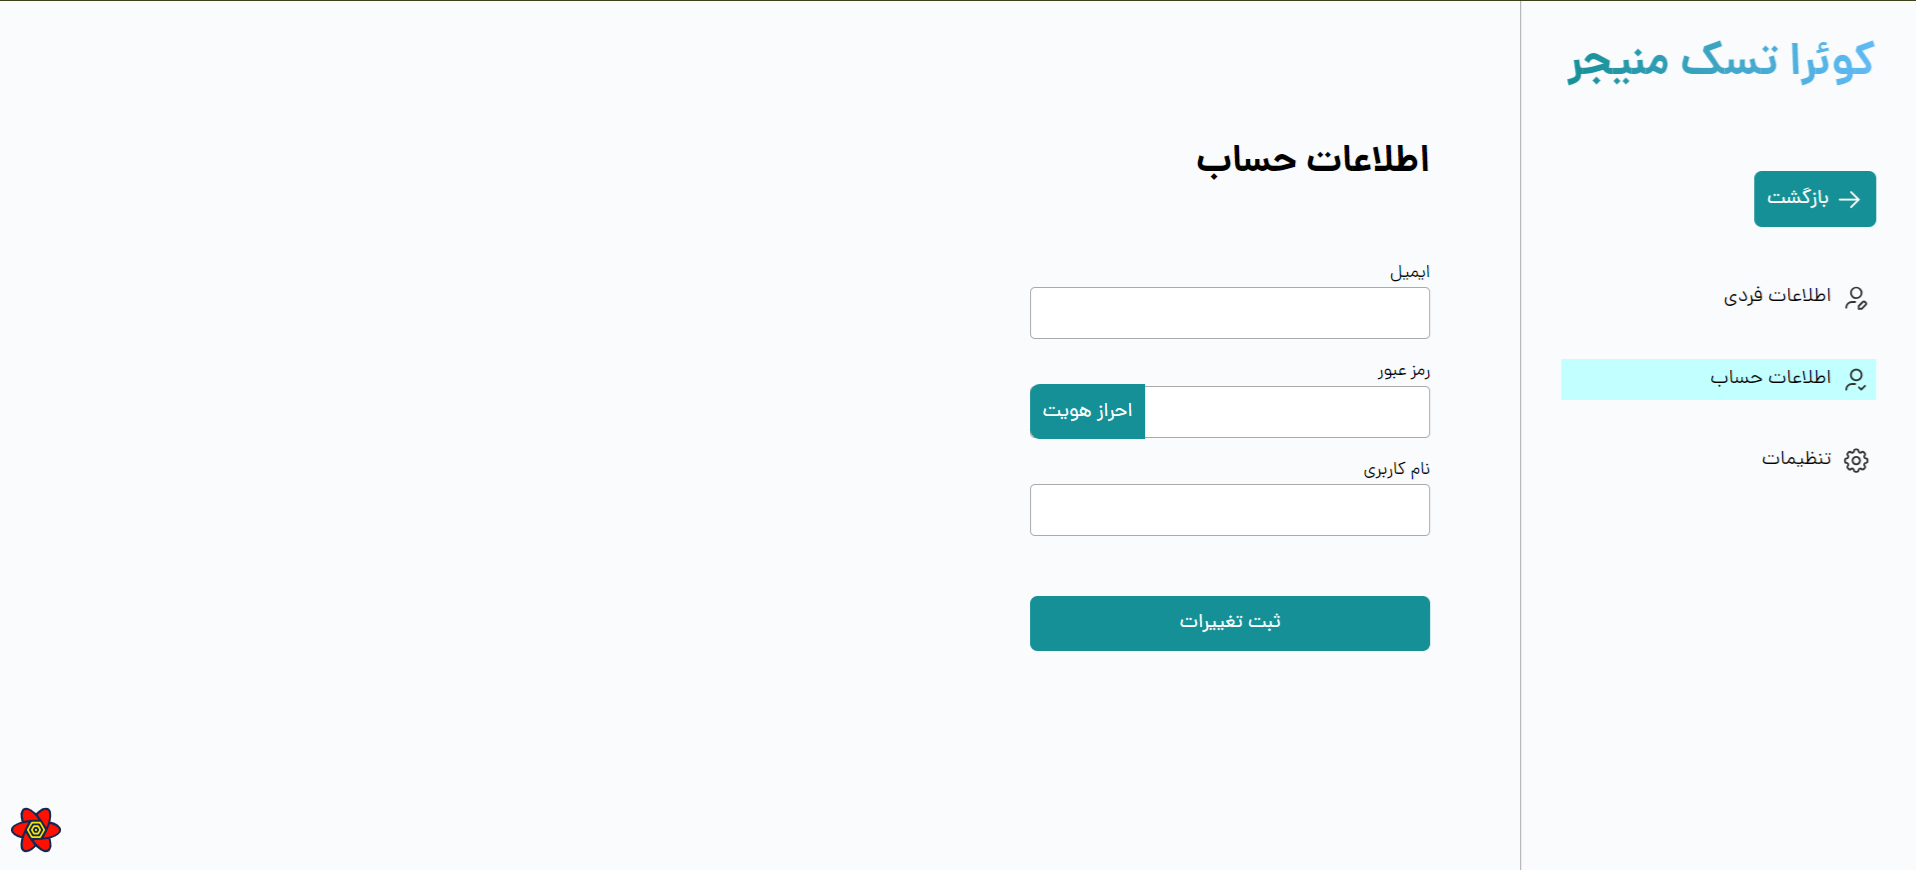 کوئرا تسک منیجر
بازگشت
اطلاعات فردی
اطلاعات حساب
تنظیمات
اطلاعات حساب
ایمیل
رمز عبور
احراز هویت
نام کاربری
ثبت تغییرات